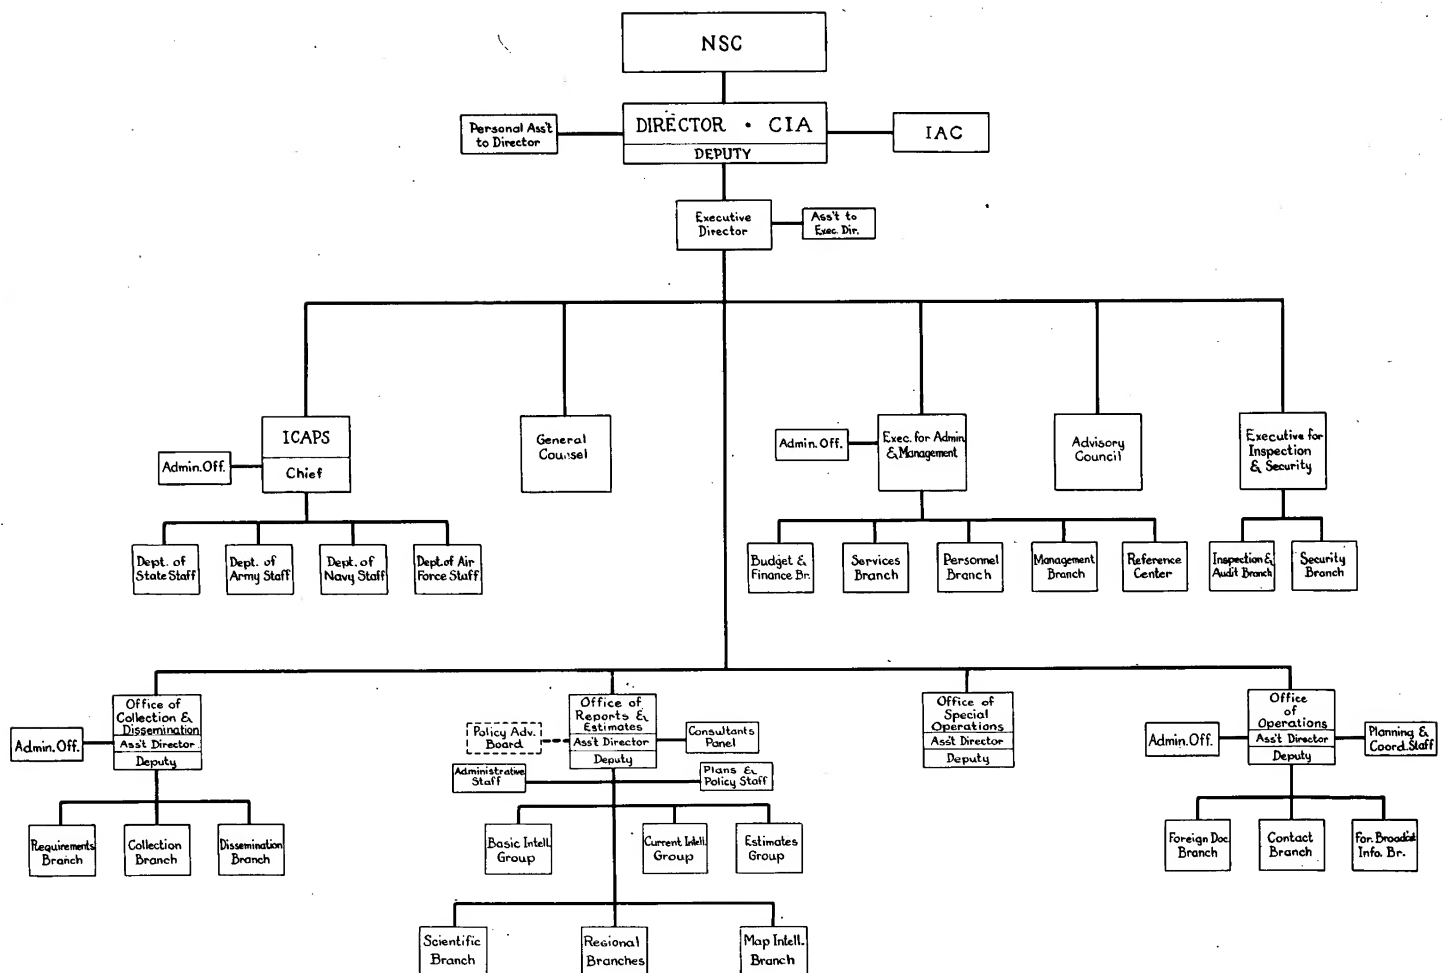 NSC
DIRECTOR • CIA
DEPUTY
Personal Ass't
to Director
IAC
Executive
Director
Ass't to
Exec. Dir.
ICAPS
Chief
Admin. Off.
General
Counsel
Admin. Off.
Exec. for Admin.
& Management
Advisory
Council
Executive for
Inspection
& Security
Dept. of
State Staff
Dept. of
Army Staff
Dept. of
Navy Staff
Dept. of Air
Force Staff
Budget &
Finance Br.
Services
Branch
Personnel
Branch
Management
Branch
Reference
Center
Inspection &
Audit Branch
Security
Branch
Office of
Collection &
Dissemination
Ass't Director
Deputy
Admin. Off.
Office of
Reports &
Estimates
Ass't Director
Deputy
Policy Adv.
Board
Consultants
Panel
Administrative
Staff
Plans &
Policy Staff
Office of
Special
Operations
Ass't Director
Deputy
Office
of
Operations
Ass't Director
Deputy
Admin. Off.
Planning &
Coord. Staff
Requirements
Branch
Collection
Branch
Dissemination
Branch
Basic Intell.
Group
Current Intell.
Group
Estimates
Group
Foreign Doc.
Branch
Contact
Branch
For. Broadcast
Info. Br.
Scientific
Branch
Regional
Branches
Map Intell.
Branch